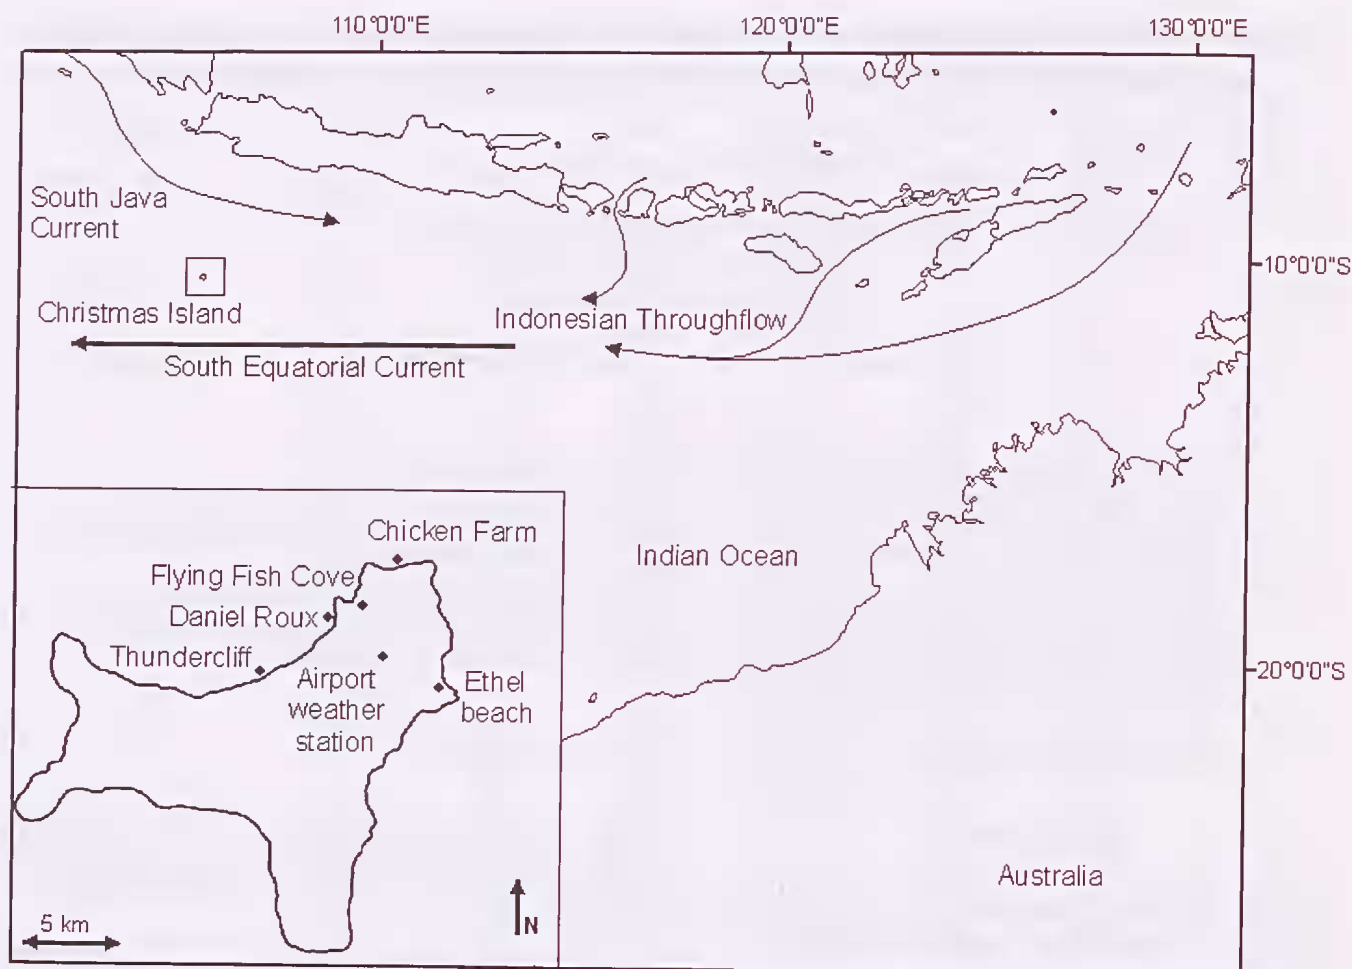 110°0'0"E
120°0'0"E
130°0'0"E
South Java
Current
10°0'0"S
Christmas Island
Indonesian Throughflow
South Equatorial Current
Indian Ocean
Chicken Farm
Flying Fish Cove
Daniel Roux
Thundercliff
Airport
weather
station
Ethel
beach
20°0'0"S
Australia
5 km
N